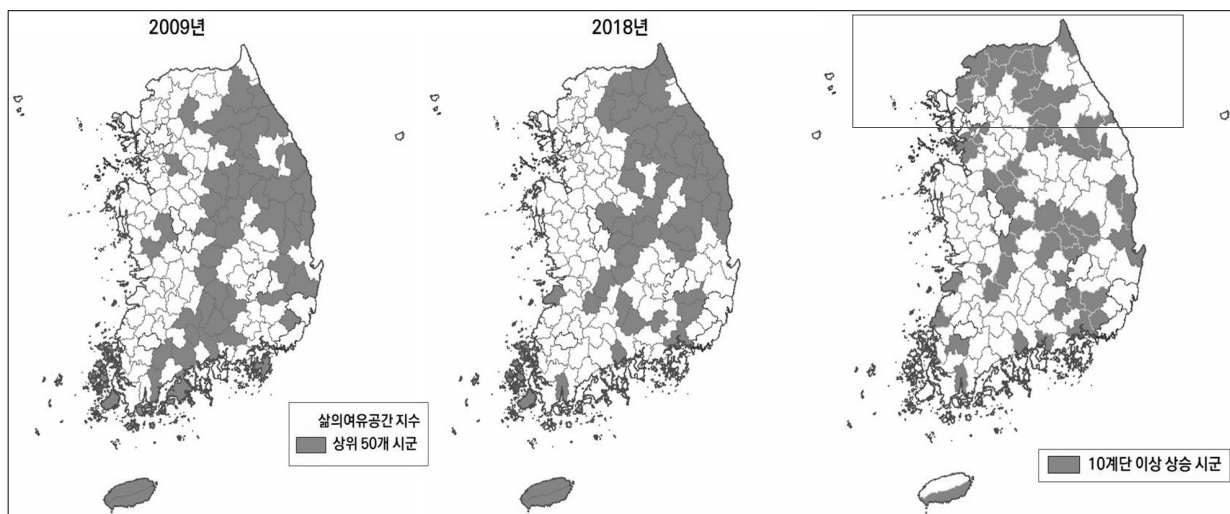 2009년
2018년
삶의여유공간 지수
상위 50개 시군
10계단 이상 상승 시군